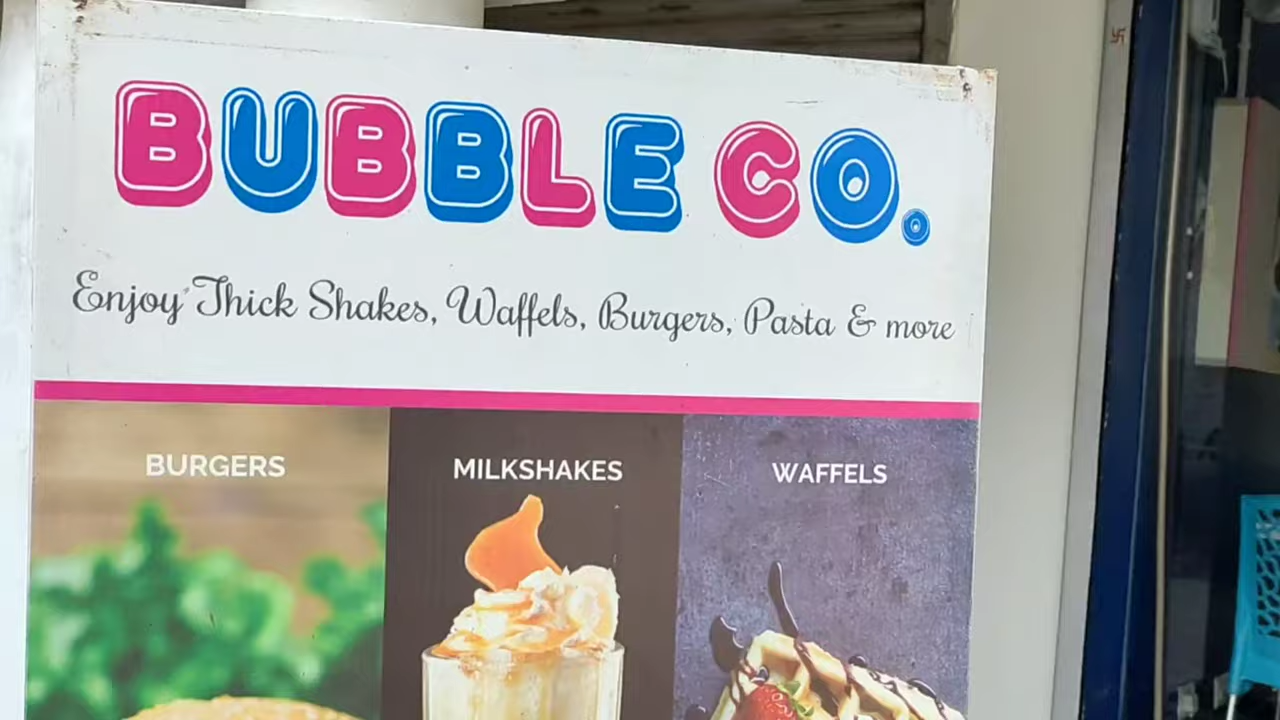 BUBBLE CO.
Enjoy Thick Shakes, Waffels, Burgers, Pasta & more
BURGERS
MILKSHAKES
WAFFELS